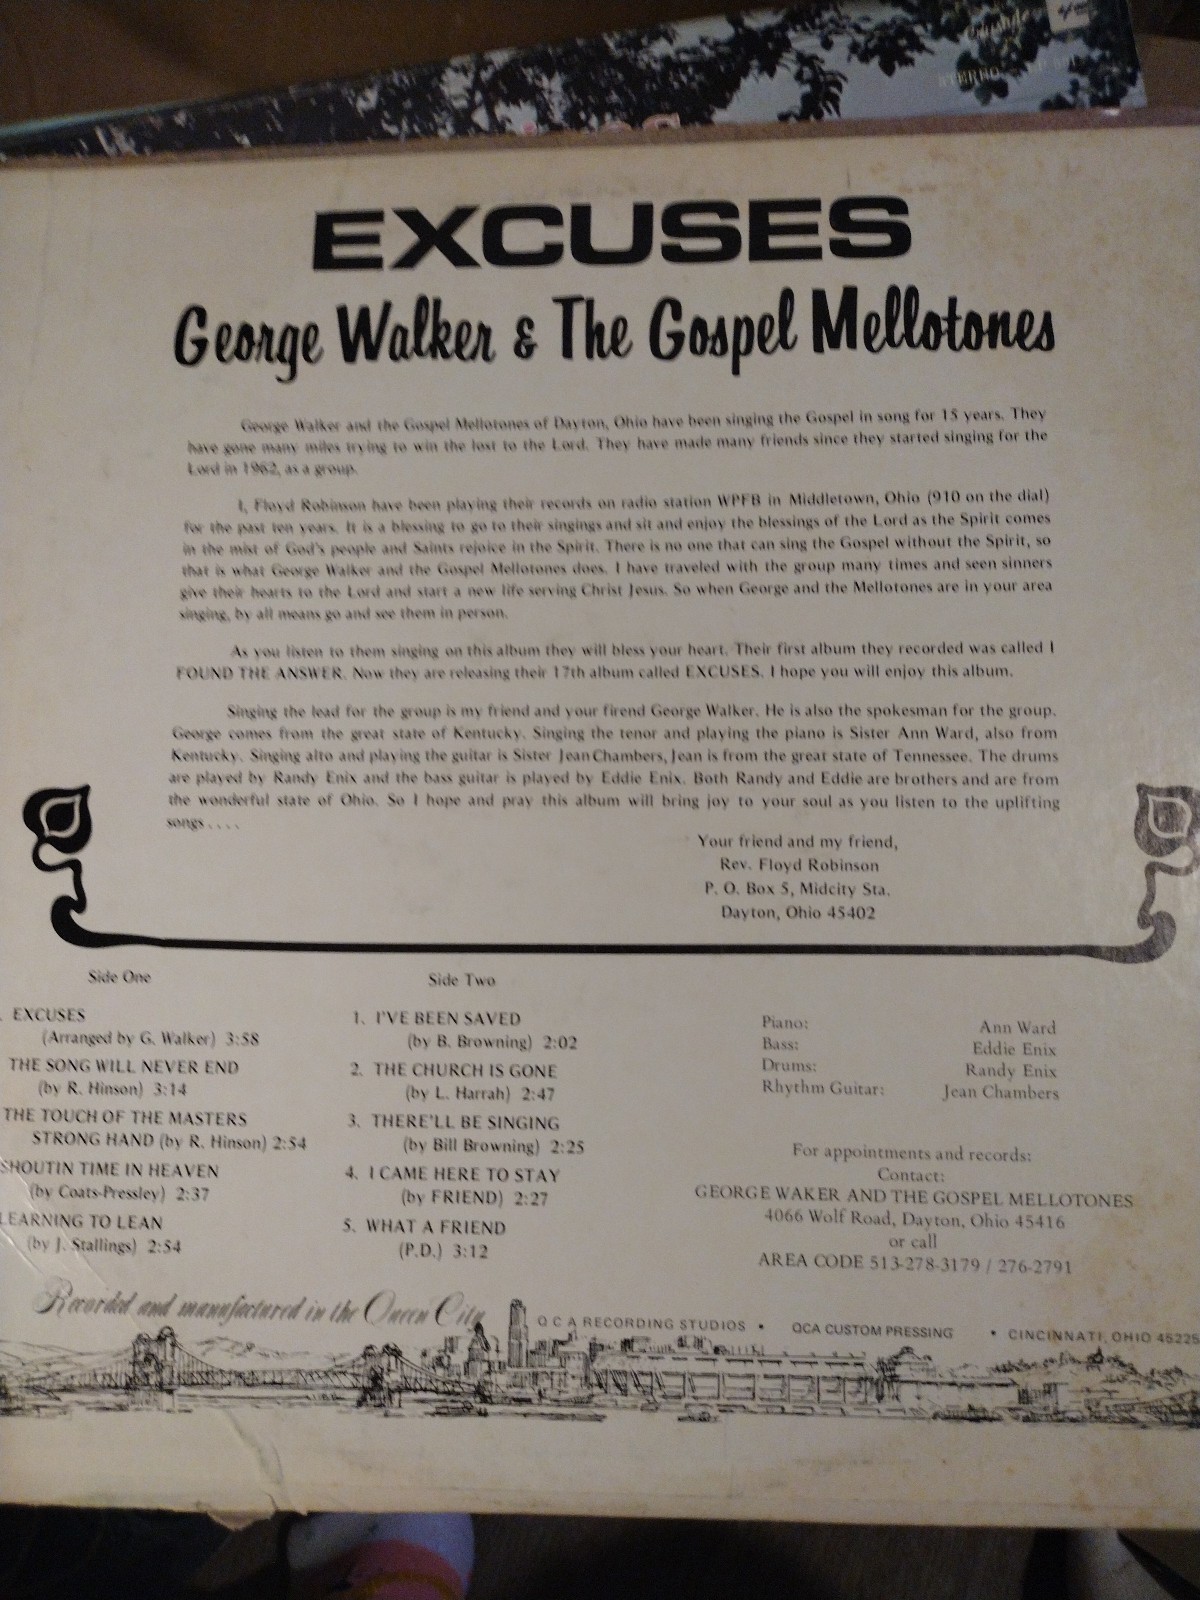 STEREO
EXCUSES
George Walker & The Gospel Mellotones
George Walker and the Gospel Mellotones of Dayton, Ohio have been singing the Gospel in song for 15 years. They
have gone many miles trying to win the lost to the Lord. They have made many friends since they started singing for the
Lord in 1962, as a group.
I, Floyd Robinson have been playing their records on radio station WPFB in Middletown, Ohio (910 on the dial)
for the past ten years. It is a blessing to go to their singings and sit and enjoy the blessings of the Lord as the Spirit comes
in the mist of God's people and Saints rejoice in the Spirit. There is no one that can sing the Gospel without the Spirit, so
that is what George Walker and the Gospel Mellotones does. I have traveled with the group many times and seen sinners
give their hearts to the Lord and start a new life serving Christ Jesus. So when George and the Mellotones are in your area
singing, by all means go and see them in person.
As you listen to them singing on this album they will bless your heart. Their first album they recorded was called I
FOUND THE ANSWER. Now they are releasing their 17th album called EXCUSES. I hope you will enjoy this album.
Singing the lead for the group is my friend and your firend George Walker. He is also the spokesman for the group.
George comes from the great state of Kentucky. Singing the tenor and playing the piano is Sister Ann Ward, also from
Kentucky. Singing alto and playing the guitar is Sister Jean Chambers, Jean is from the great state of Tennessee. The drums
are played by Randy Enix and the bass guitar is played by Eddie Enix. Both Randy and Eddie are brothers and are from
the wonderful state of Ohio. So I hope and pray this album will bring joy to your soul as you listen to the uplifting
songs . . . .
Your friend and my friend,
Rev. Floyd Robinson
P. O. Box 5, Midcity Sta.
Dayton, Ohio 45402
Side One
. EXCUSES
(Arranged by G. Walker) 3:58
THE SONG WILL NEVER END
(by R. Hinson) 3:14
THE TOUCH OF THE MASTERS
STRONG HAND (by R. Hinson) 2:54
SHOUTIN TIME IN HEAVEN
(by Coats-Pressley) 2:37
LEARNING TO LEAN
(by J. Stallings) 2:54
Side Two
1. I'VE BEEN SAVED
(by B. Browning) 2:02
2. THE CHURCH IS GONE
(by L. Harrah) 2:47
3. THERE'LL BE SINGING
(by Bill Browning) 2:25
4. I CAME HERE TO STAY
(by FRIEND) 2:27
5. WHAT A FRIEND
(P.D.) 3:12
Piano: Ann Ward
Bass: Eddie Enix
Drums: Randy Enix
Rhythm Guitar: Jean Chambers
For appointments and records:
Contact:
GEORGE WAKER AND THE GOSPEL MELLOTONES
4066 Wolf Road, Dayton, Ohio 45416
or call
AREA CODE 513-278-3179 / 276-2791
Recorded and manufactured in the Queen City
QCA RECORDING STUDIOS • QCA CUSTOM PRESSING • CINCINNATI, OHIO 45225